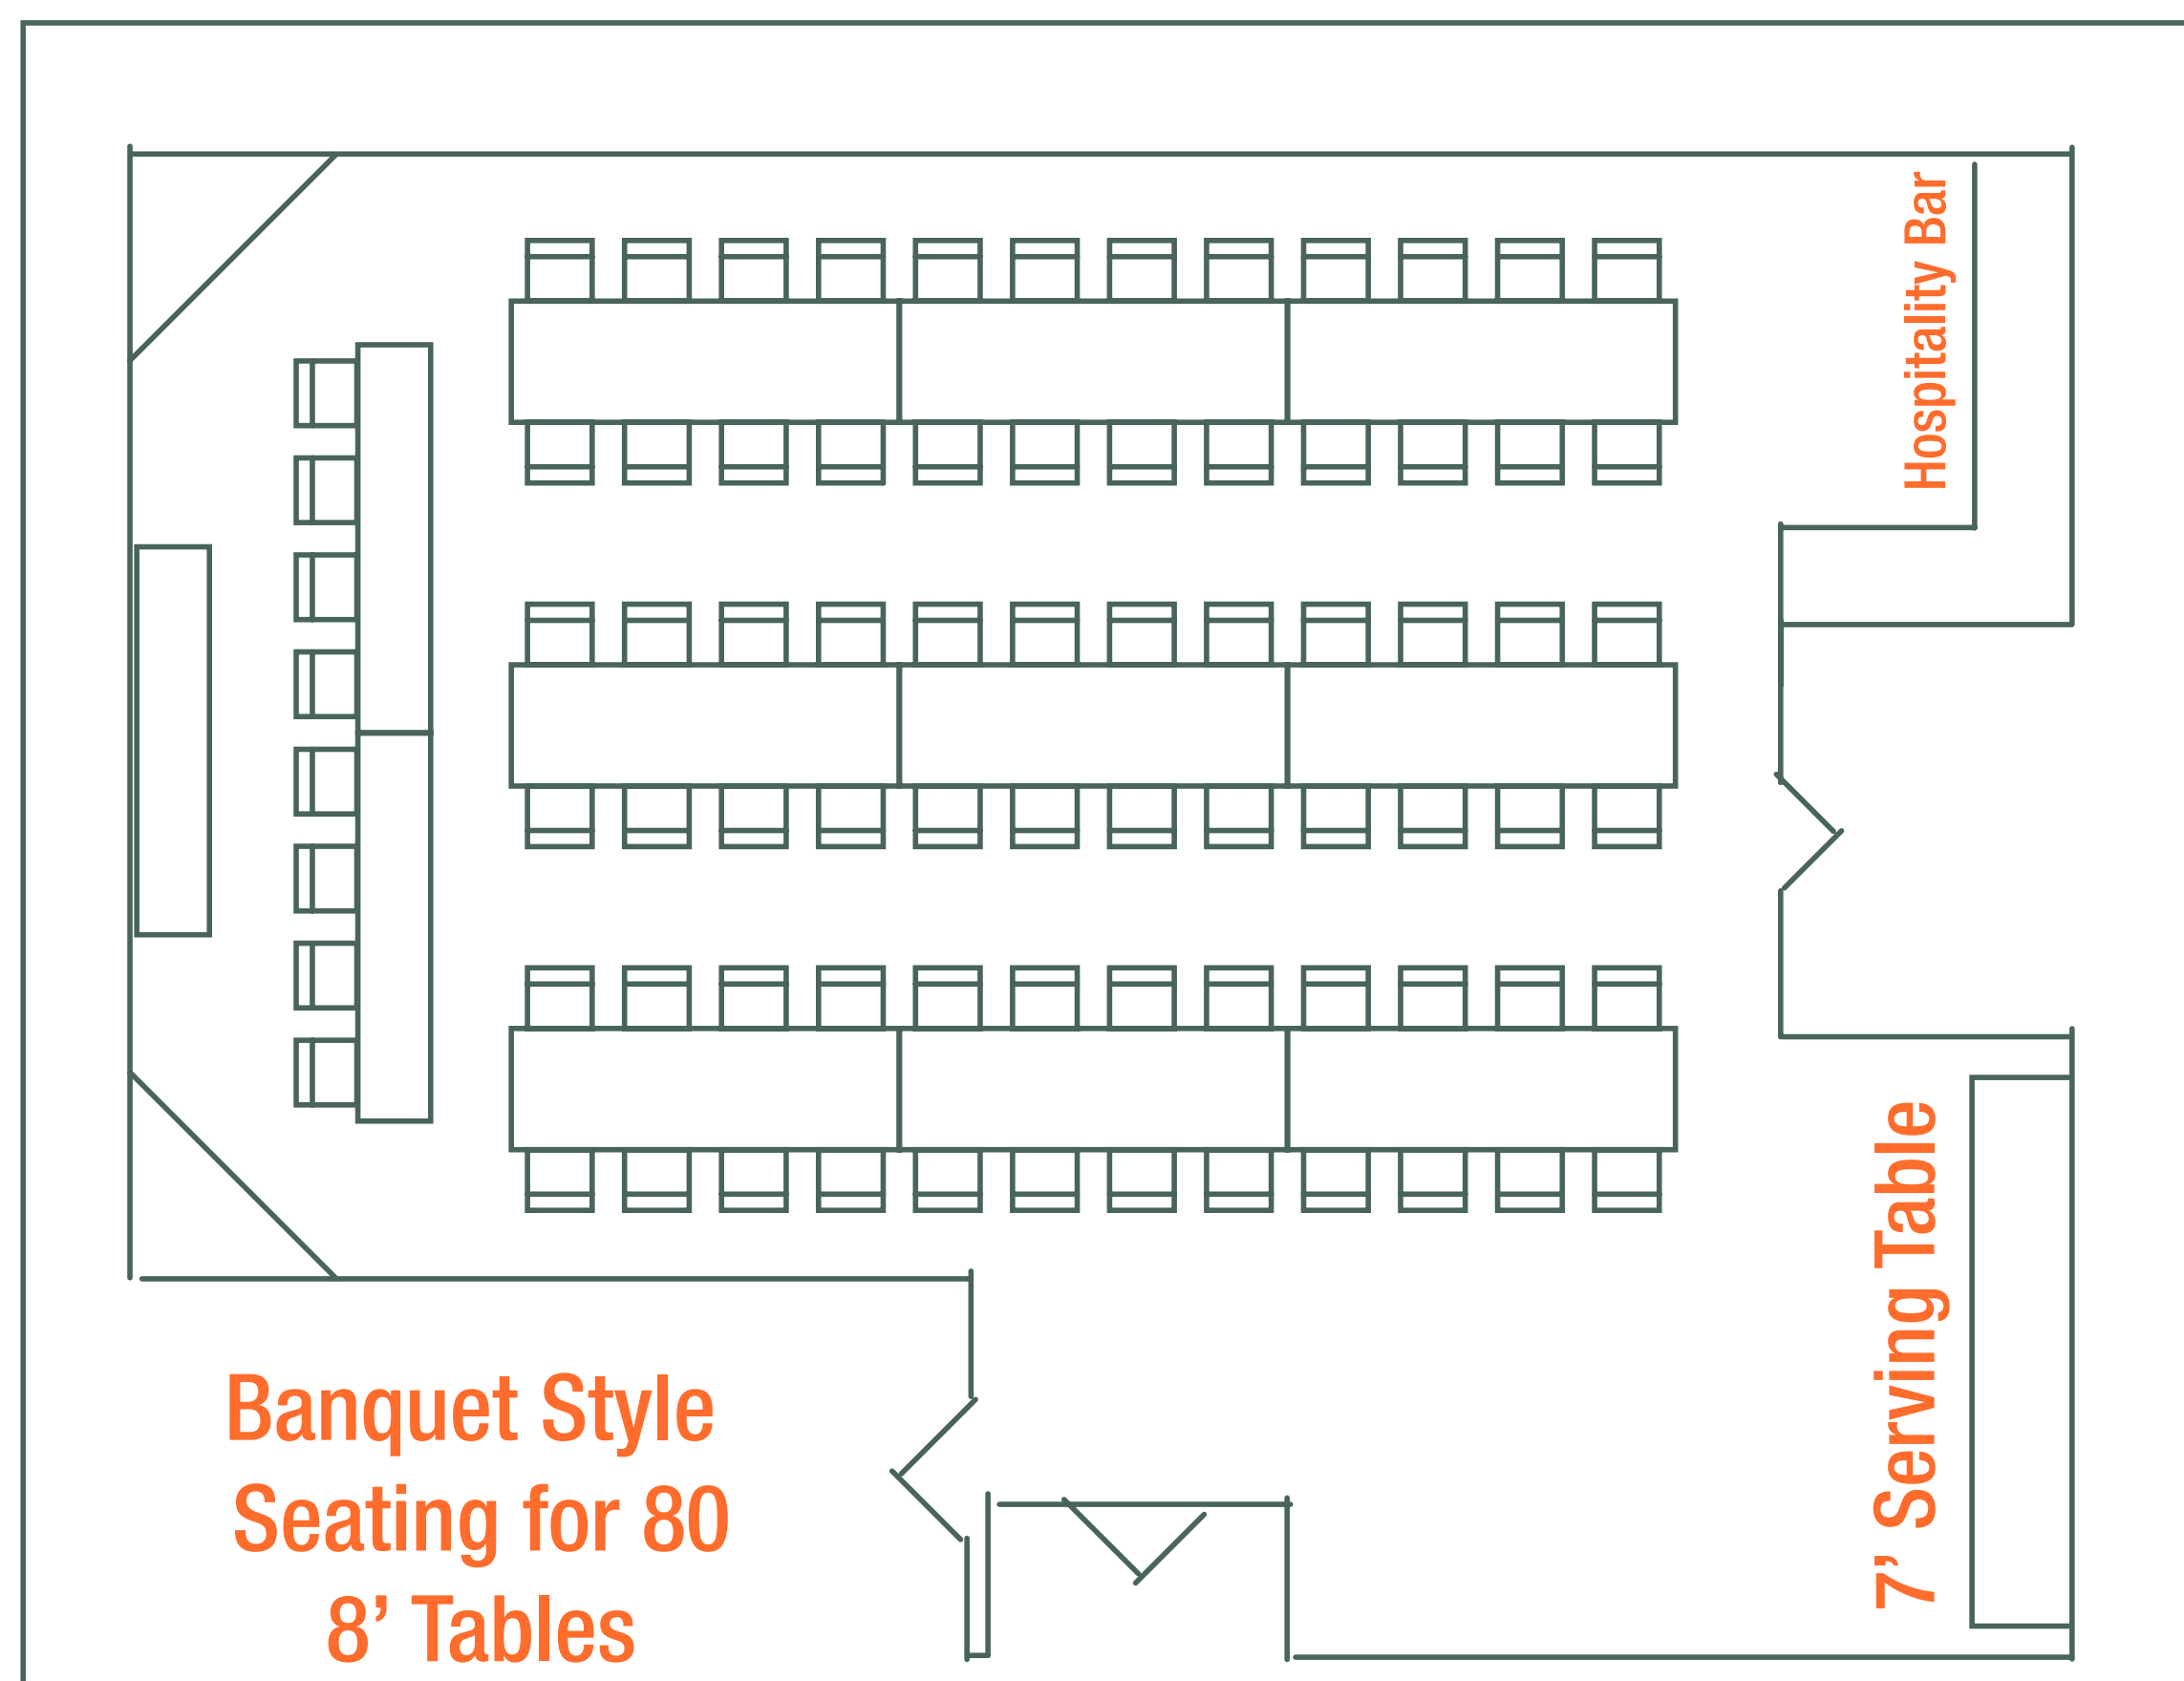 Hospitality Bar
7’ Serving Table
Banquet Style
Seating for 80
8’ Tables